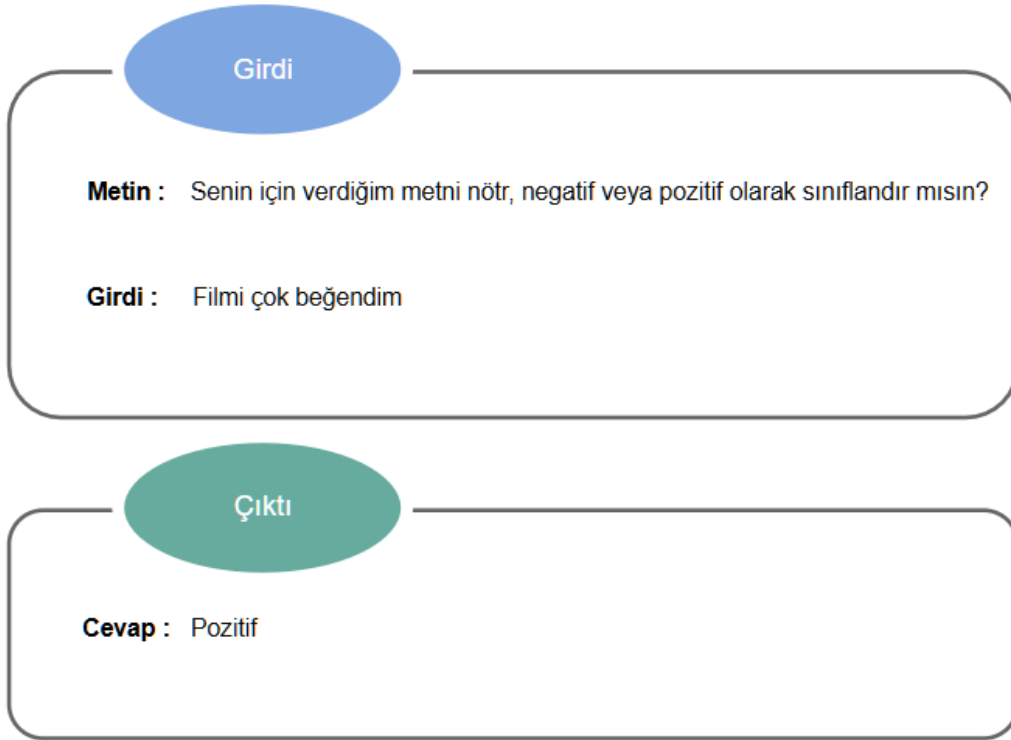 Girdi
Metin : Senin için verdiğim metni nötr, negatif veya pozitif olarak sınıflandır mısın?
Girdi : Filmi çok beğendim
Çıktı
Cevap : Pozitif